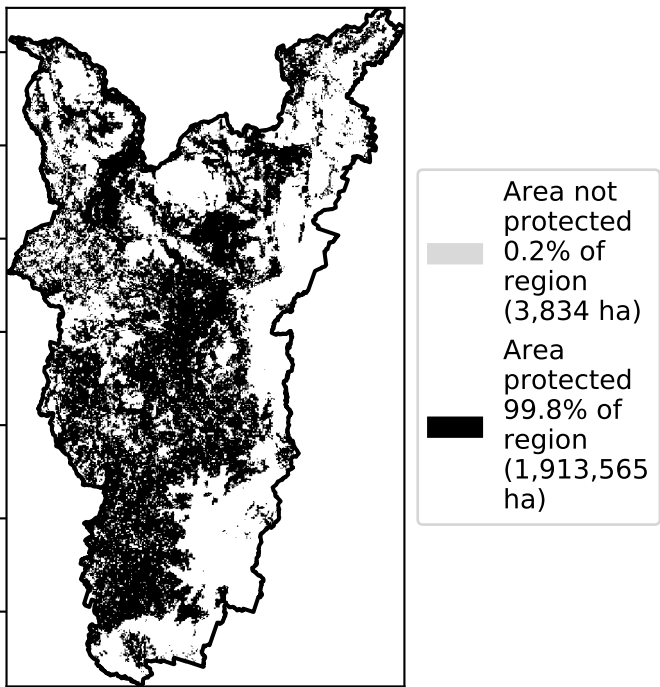 Area not
protected
0.2% of
region
(3,834 ha)
Area
protected
99.8% of
region
(1,913,565
ha)